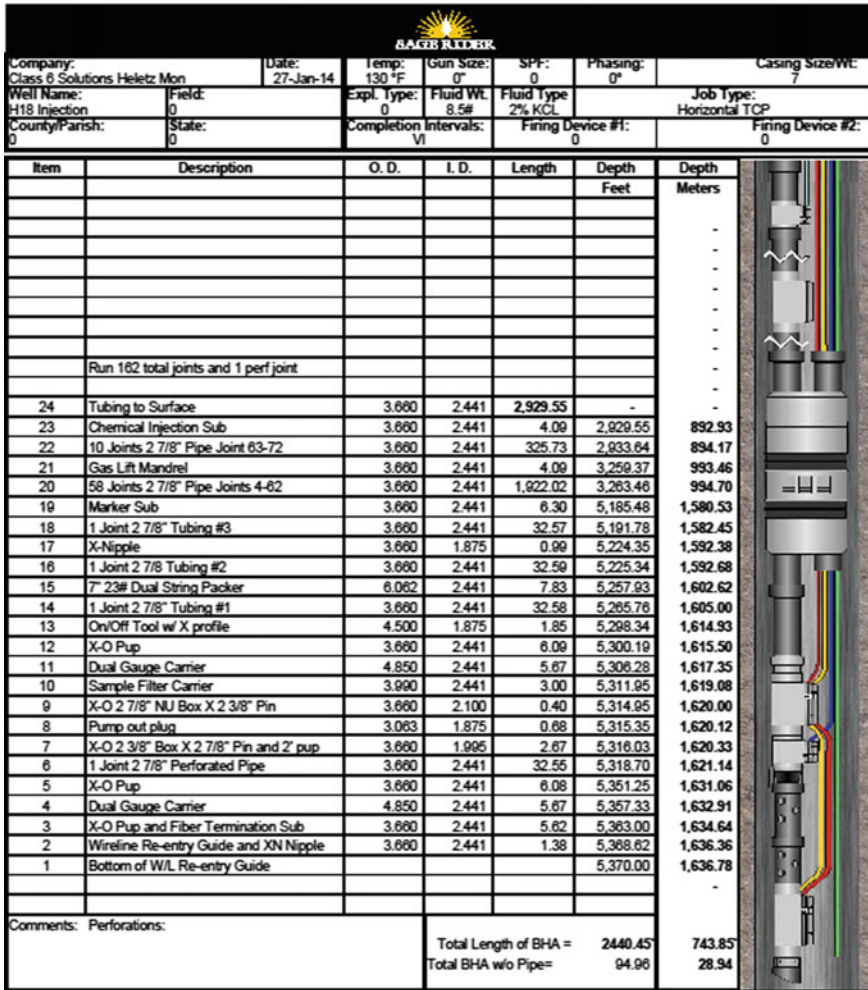 SAGE RIDER
Company: Date: Temp: Gun Size: SPF: Phasing: Casing Size/Wt:
Class 6 Solutions Heletz Mon 27-Jan-14 130 °F 0" 0 0° 7
Well Name: Field: Expl. Type: Fluid Wt. Fluid Type Job Type:
H18 Injection 0 0 8.5# 2% KCL Horizontal TCP
County/Parish: State: Completion Intervals: Firing Device #1: Firing Device #2:
0 0 VI 0 0
Item Description O. D. I. D. Length Depth Depth
Feet Meters
-
-
-
-
-
-
-
Run 162 total joints and 1 perf joint -
-
24 Tubing to Surface 3.660 2.441 2,929.55 - -
23 Chemical Injection Sub 3.660 2.441 4.09 2,929.55 892.93
22 10 Joints 2 7/8" Pipe Joint 63-72 3.660 2.441 325.73 2,933.64 894.17
21 Gas Lift Mandrel 3.660 2.441 4.09 3,259.37 993.46
20 58 Joints 2 7/8" Pipe Joints 4-62 3.660 2.441 1,922.02 3,263.46 994.70
19 Marker Sub 3.660 2.441 6.30 5,185.48 1,580.53
18 1 Joint 2 7/8" Tubing #3 3.660 2.441 32.57 5,191.78 1,582.45
17 X-Nipple 3.660 1.875 0.99 5,224.35 1,592.38
16 1 Joint 2 7/8 Tubing #2 3.660 2.441 32.59 5,225.34 1,592.68
15 7" 23# Dual String Packer 6.062 2.441 7.83 5,257.93 1,602.62
14 1 Joint 2 7/8" Tubing #1 3.660 2.441 32.58 5,265.76 1,605.00
13 On/Off Tool w/ X profile 4.500 1.875 1.85 5,298.34 1,614.93
12 X-O Pup 3.660 2.441 6.09 5,300.19 1,615.50
11 Dual Gauge Carrier 4.850 2.441 5.67 5,306.28 1,617.35
10 Sample Filter Carrier 3.990 2.441 3.00 5,311.95 1,619.08
9 X-O 2 7/8" NU Box X 2 3/8" Pin 3.660 2.100 0.40 5,314.95 1,620.00
8 Pump out plug 3.063 1.875 0.68 5,315.35 1,620.12
7 X-O 2 3/8" Box X 2 7/8" Pin and 2' pup 3.660 1.995 2.67 5,316.03 1,620.33
6 1 Joint 2 7/8" Perforated Pipe 3.660 2.441 32.55 5,318.70 1,621.14
5 X-O Pup 3.660 2.441 6.08 5,351.25 1,631.06
4 Dual Gauge Carrier 4.850 2.441 5.67 5,357.33 1,632.91
3 X-O Pup and Fiber Termination Sub 3.660 2.441 5.62 5,363.00 1,634.64
2 Wireline Re-entry Guide and XN Nipple 3.660 2.441 1.38 5,368.62 1,636.36
1 Bottom of W/L Re-entry Guide 5,370.00 1,636.78
-
Comments: Perforations:
Total Length of BHA = 2440.45' 743.85'
Total BHA w/o Pipe= 94.96 28.94